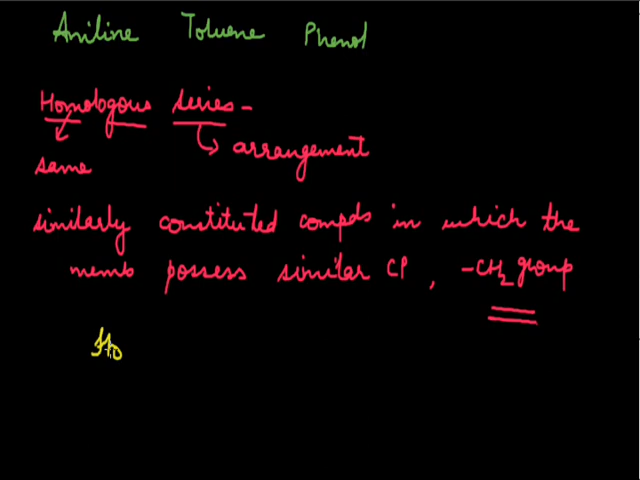 Aniline Toluene Phenol
Homologous series -
same
arrangement
similarly constituted compds in which the
memb possess similar CP, -CH₂ group
Ho